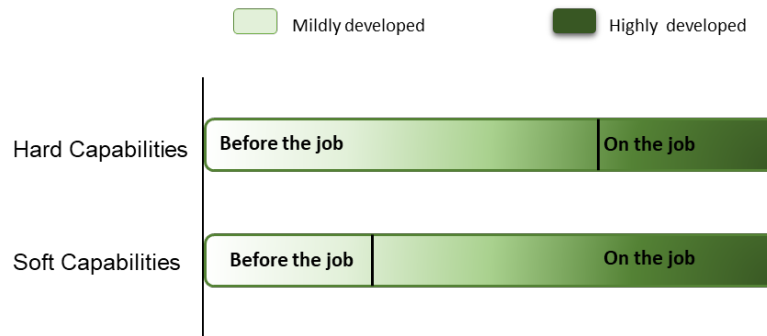 Mildly developed
Highly developed
Hard Capabilities
Before the job
On the job
Soft Capabilities
Before the job
On the job